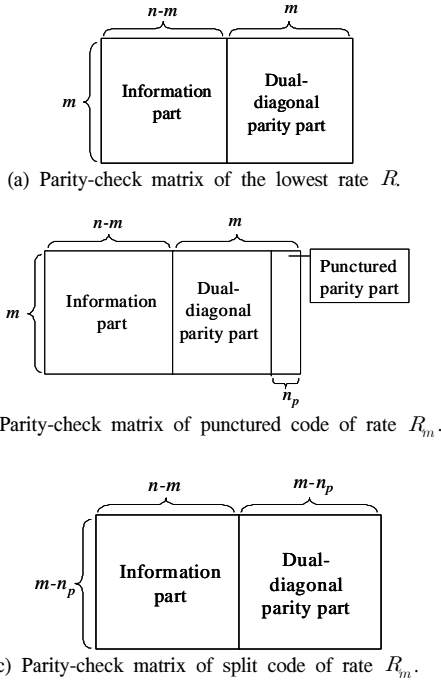 n-m
m
m
Information
part
Dual-
diagonal
parity part
(a) Parity-check matrix of the lowest rate R.
n-m
m
m
Information
part
Dual-
diagonal
parity part
Punctured
parity part
n_p
Parity-check matrix of punctured code of rate R_m.
n-m
m-n_p
m-n_p
Information
part
Dual-
diagonal
parity part
c) Parity-check matrix of split code of rate R_m.